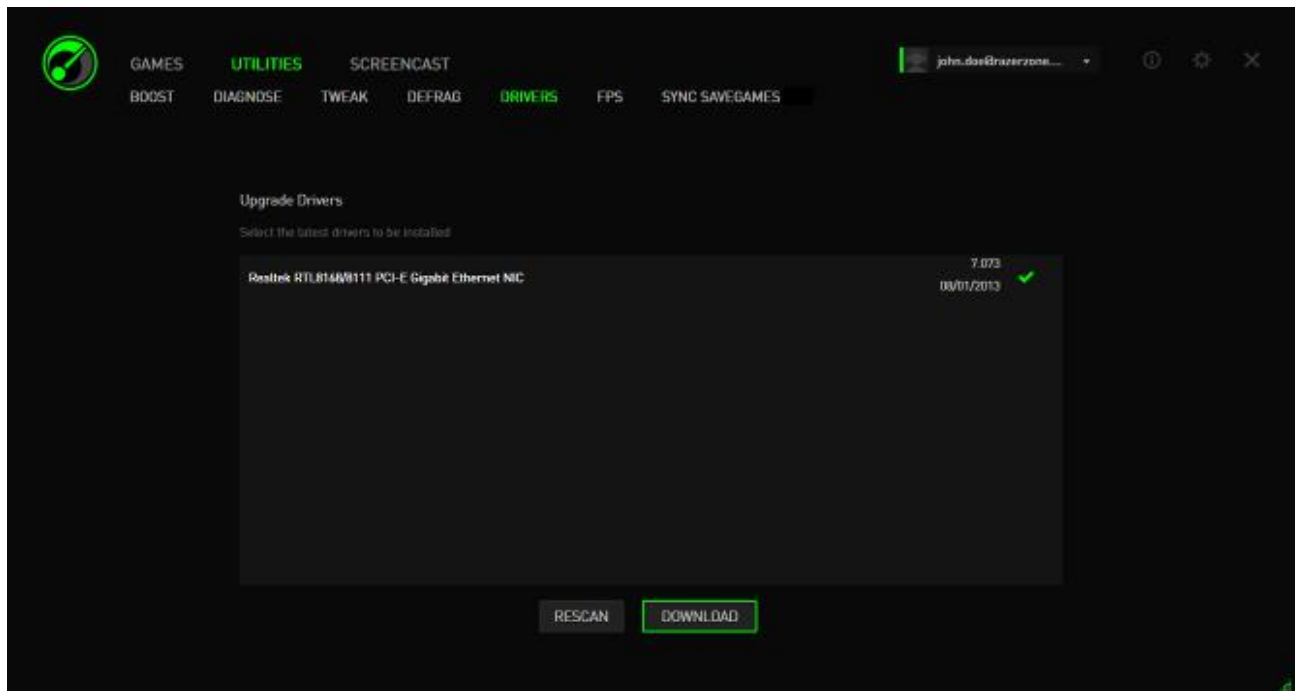 GAMES UTILITIES SCREENCAST
john.doe@razerzone...
BOOST DIAGNOSE TWEAK DEFRAG DRIVERS FPS SYNC SAVEGAMES
Upgrade Drivers
Select the latest drivers to be installed
Realtek RTL8168/8111 PCI-E Gigabit Ethernet NIC
7.073
08/01/2013
RESCAN DOWNLOAD